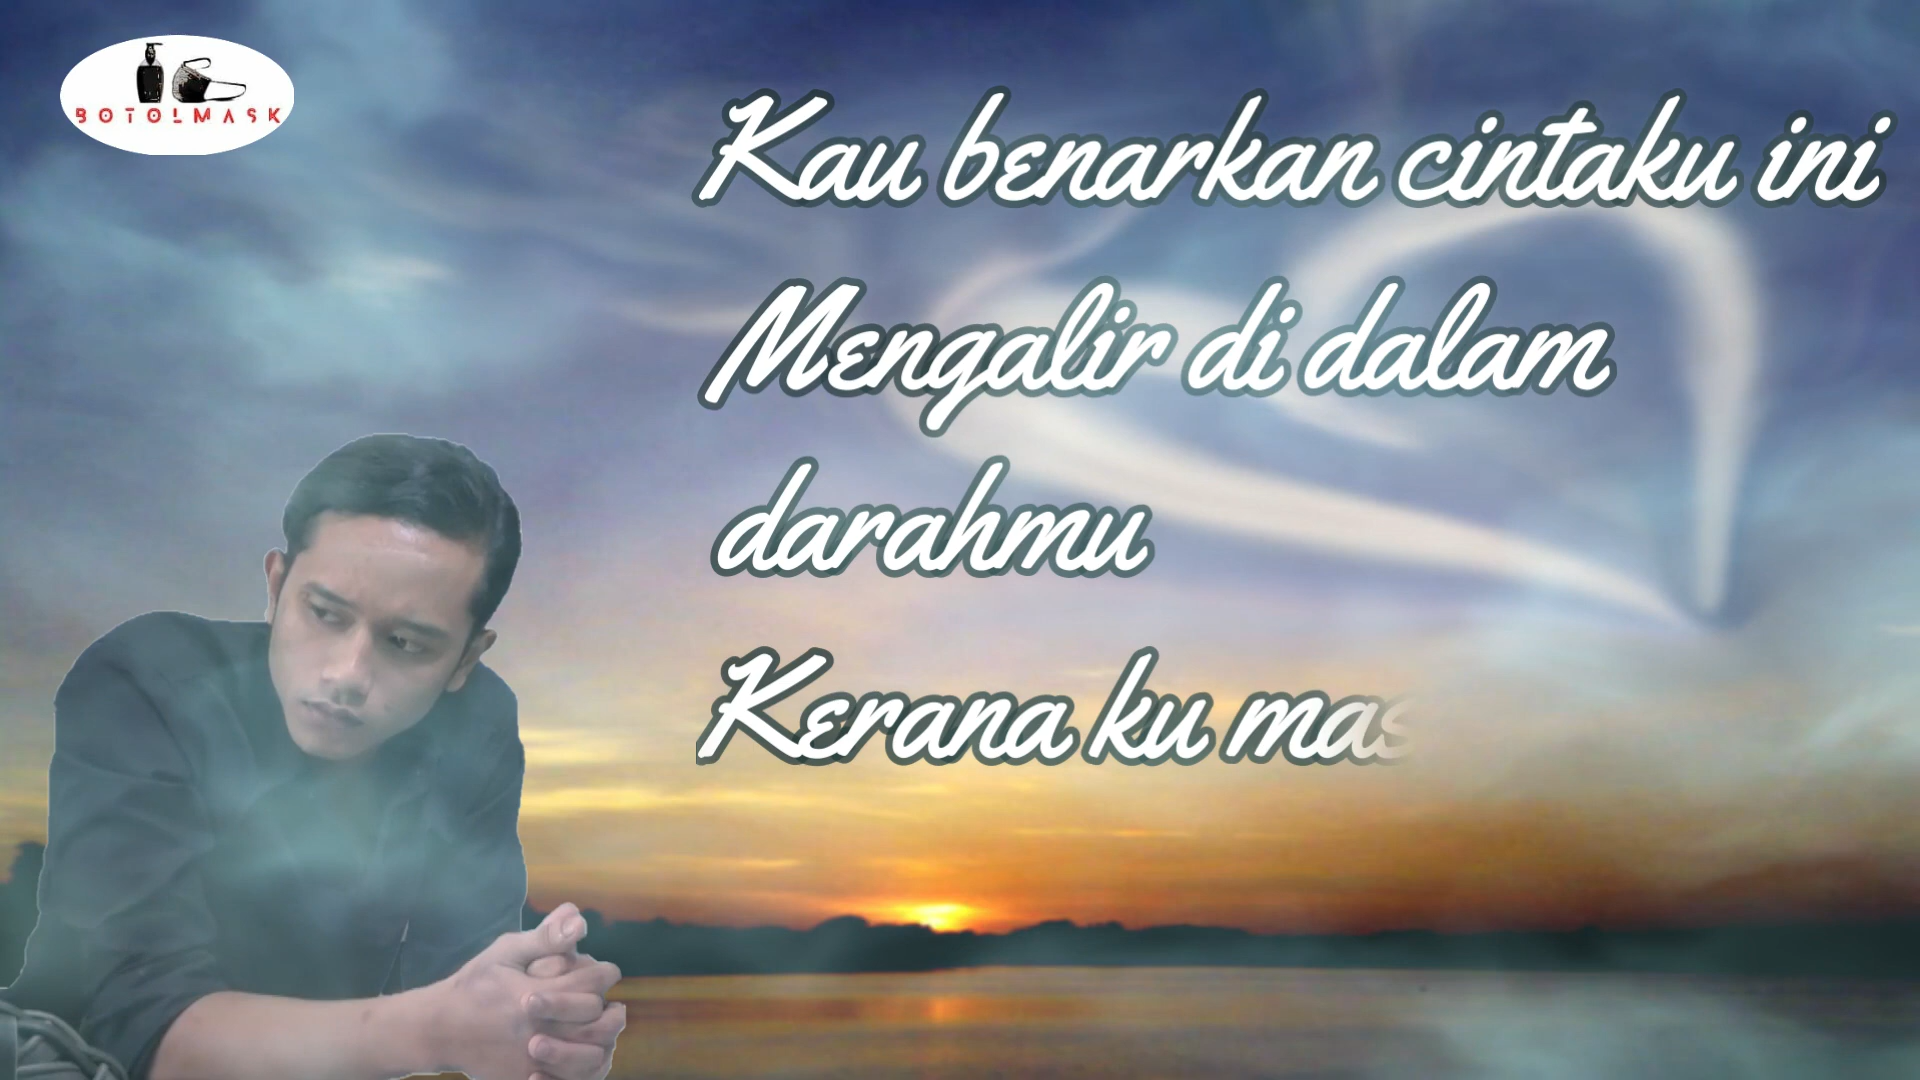 BOTOLMASK
Kau benarkan cintaku ini
Mengalir di dalam
darahmu
Kerana ku